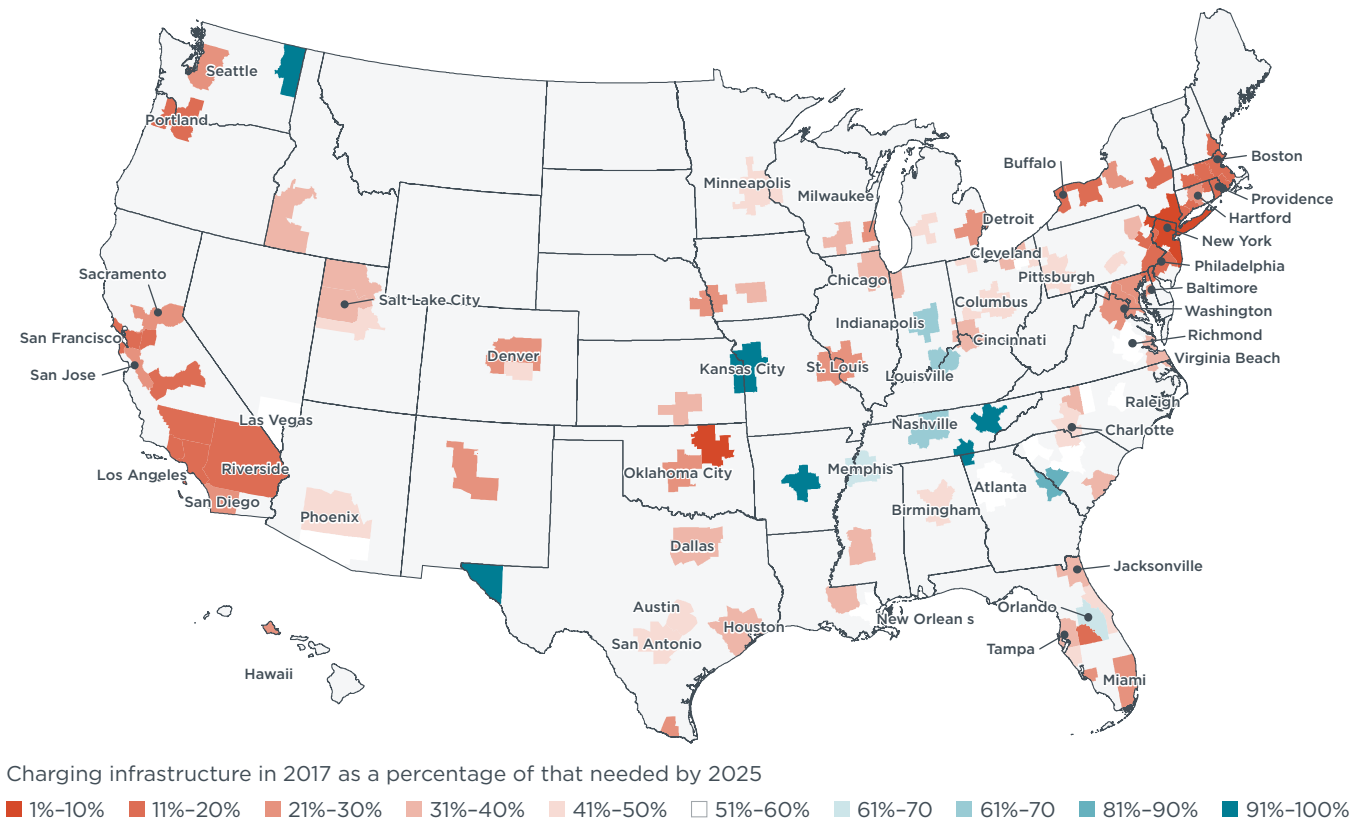 Seattle
Portland
Minneapolis
Milwaukee
Buffalo
Boston
Providence
Hartford
Detroit
New York
Cleveland
Philadelphia
Sacramento
Chicago
Pittsburgh
Baltimore
Salt Lake City
Columbus
Washington
Indianapolis
San Francisco
Cincinnati
Richmond
Denver
Virginia Beach
Kansas City
St. Louis
Louisville
San Jose
Raleigh
Las Vegas
Nashville
Charlotte
Los Angeles
Riverside
Oklahoma City
Memphis
Atlanta
San Diego
Phoenix
Birmingham
Dallas
Jacksonville
Austin
Orlando
New Orlean s
Houston
San Antonio
Tampa
Hawaii
Miami
Charging infrastructure in 2017 as a percentage of that needed by 2025
1%–10% 11%–20% 21%–30% 31%–40% 41%–50% 51%–60% 61%–70 61%–70 81%–90% 91%–100%